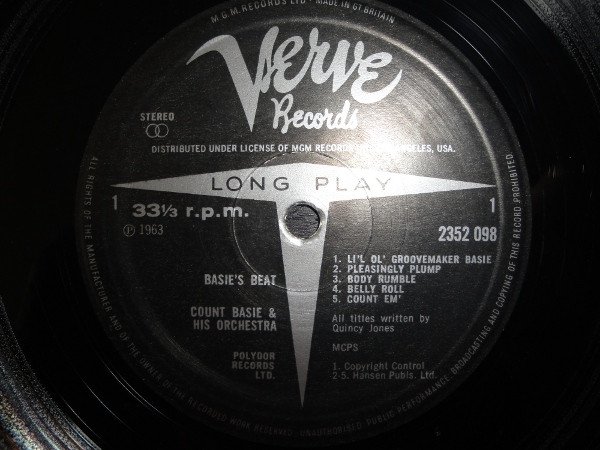 M.G.M. RECORDS LTD. MADE IN GT BRITAIN
Verve
Records
STEREO
DISTRIBUTED UNDER LICENSE OF MGM RECORDS, ANGELES, USA.
LONG PLAY
1 33⅓ r.p.m. 1
Ⓟ 1963 2352 098
BASIE'S BEAT
COUNT BASIE &
HIS ORCHESTRA
POLYDOR
RECORDS
LTD.
1. LI'L OL' GROOVEMAKER BASIE
2. PLEASINGLY PLUMP
3. BODY RUMBLE
4. BELLY ROLL
5. COUNT EM'
All titles written by
Quincy Jones
MCPS
1. Copyright Control
2-5. Hansen Pubs. Ltd.
ALL RIGHTS OF THE MANUFACTURER AND OF THE OWNER OF THE RECORDED WORK RESERVED. UNAUTHORISED PUBLIC PERFORMANCE, BROADCASTING AND COPYING OF THIS RECORD PROHIBITED.